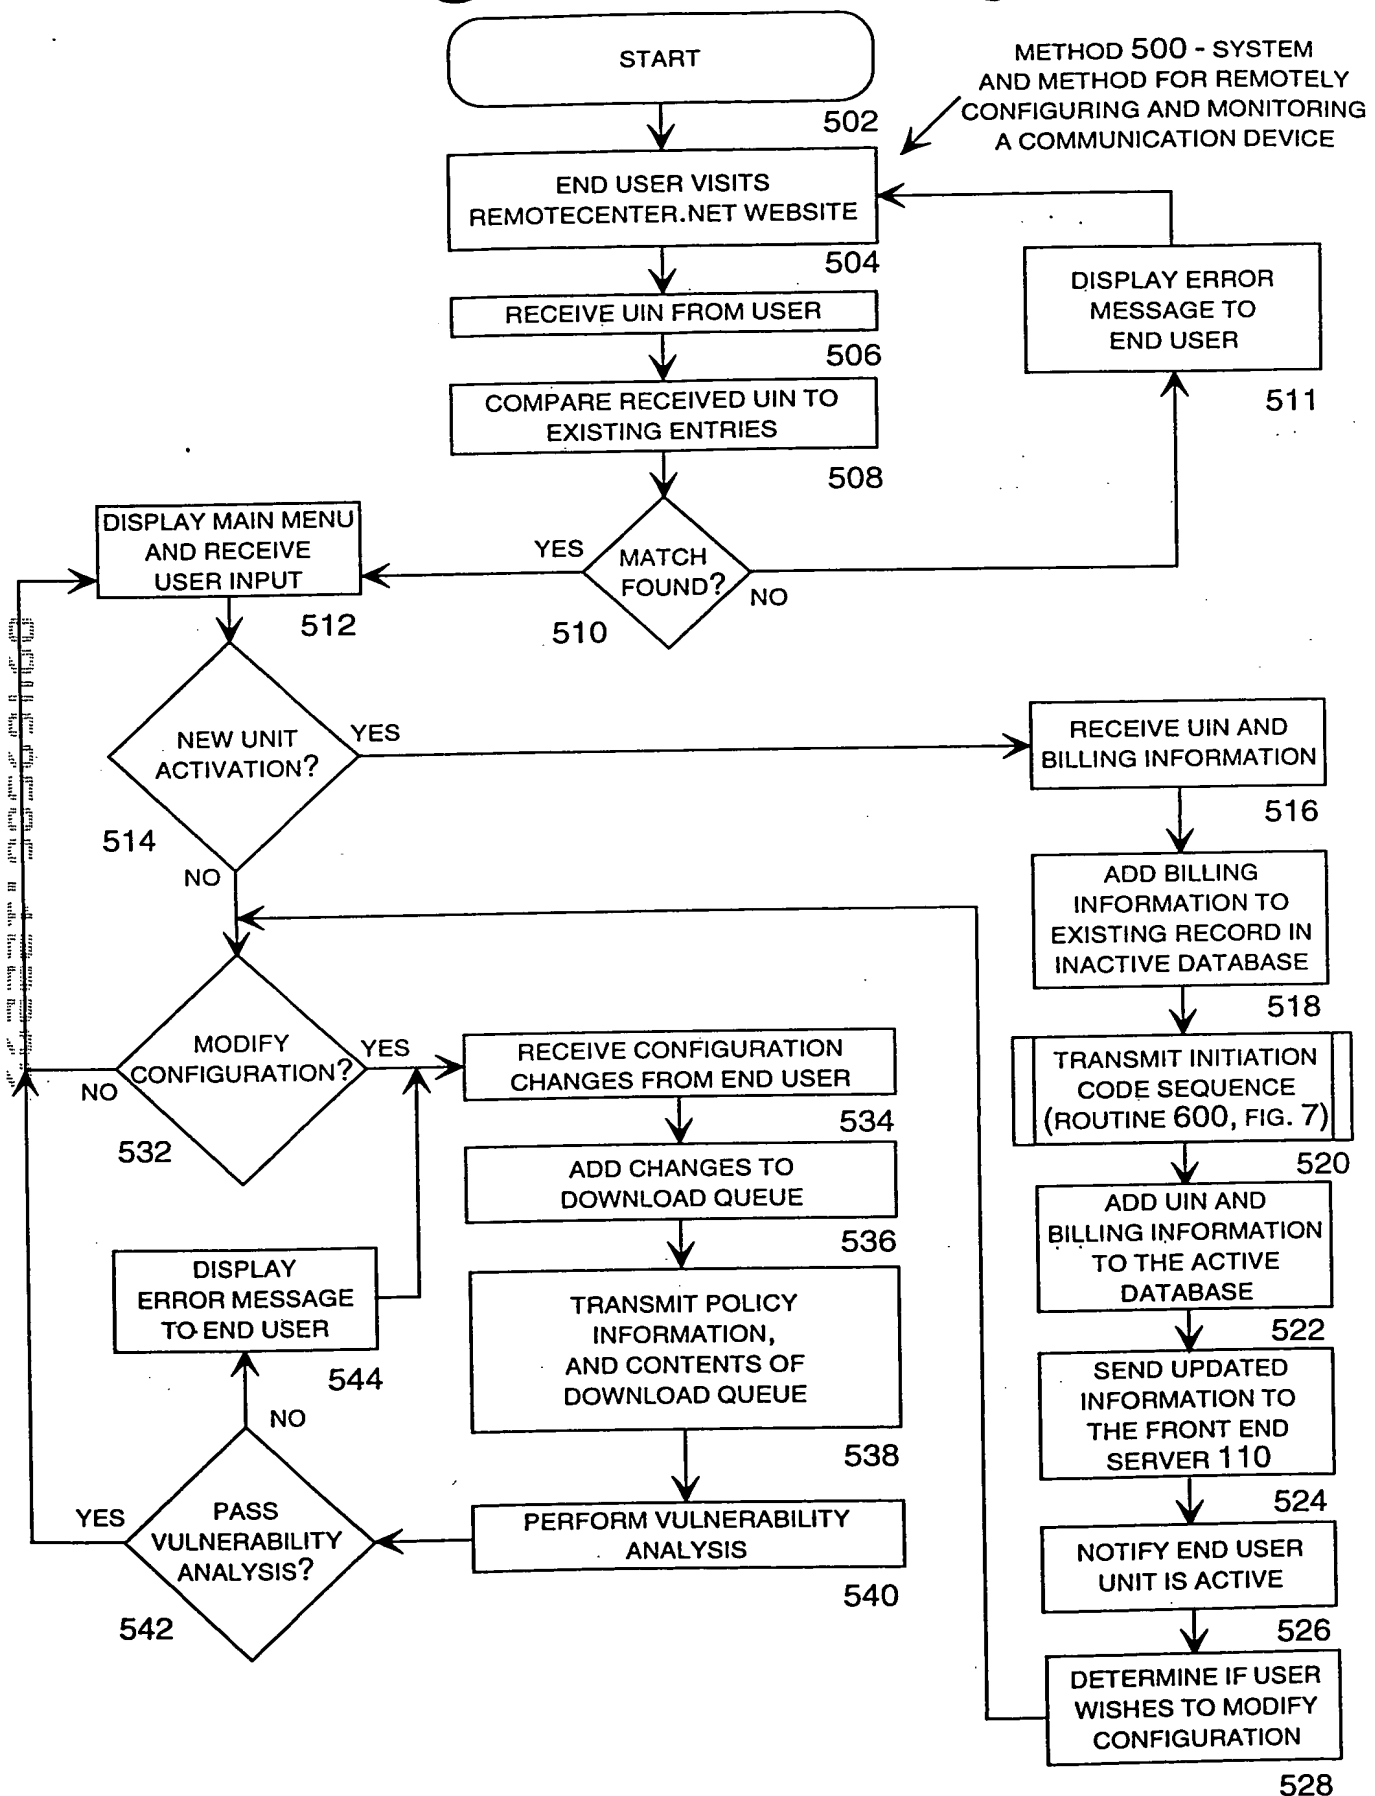 START
METHOD 500 - SYSTEM
AND METHOD FOR REMOTELY
CONFIGURING AND MONITORING
A COMMUNICATION DEVICE
502
END USER VISITS
REMOTECENTER.NET WEBSITE
504
RECEIVE UIN FROM USER
506
COMPARE RECEIVED UIN TO
EXISTING ENTRIES
508
DISPLAY ERROR
MESSAGE TO
END USER
511
MATCH
FOUND?
YES
NO
510
DISPLAY MAIN MENU
AND RECEIVE
USER INPUT
512
NEW UNIT
ACTIVATION?
YES
514
NO
RECEIVE UIN AND
BILLING INFORMATION
516
ADD BILLING
INFORMATION TO
EXISTING RECORD IN
INACTIVE DATABASE
518
TRANSMIT INITIATION
CODE SEQUENCE
(ROUTINE 600, FIG. 7)
520
ADD UIN AND
BILLING INFORMATION
TO THE ACTIVE
DATABASE
522
SEND UPDATED
INFORMATION TO
THE FRONT END
SERVER 110
524
NOTIFY END USER
UNIT IS ACTIVE
526
DETERMINE IF USER
WISHES TO MODIFY
CONFIGURATION
528
MODIFY
CONFIGURATION?
YES
NO
532
RECEIVE CONFIGURATION
CHANGES FROM END USER
534
ADD CHANGES TO
DOWNLOAD QUEUE
536
TRANSMIT POLICY
INFORMATION,
AND CONTENTS OF
DOWNLOAD QUEUE
538
PERFORM VULNERABILITY
ANALYSIS
540
PASS
VULNERABILITY
ANALYSIS?
YES
NO
542
DISPLAY
ERROR MESSAGE
TO END USER
544